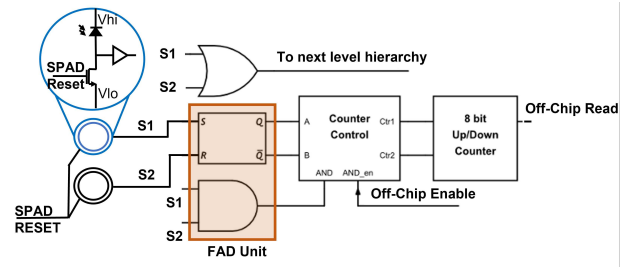 Vhi
SPAD
Reset
Vlo
S1
S2
To next level hierarchy
S1
S2
S Q
R Q̅
S1
S2
FAD Unit
A
B
Counter
Control
Ctr1
Ctr2
AND AND_en
8 bit
Up/Down
Counter
Off-Chip Read
Off-Chip Enable
SPAD
RESET